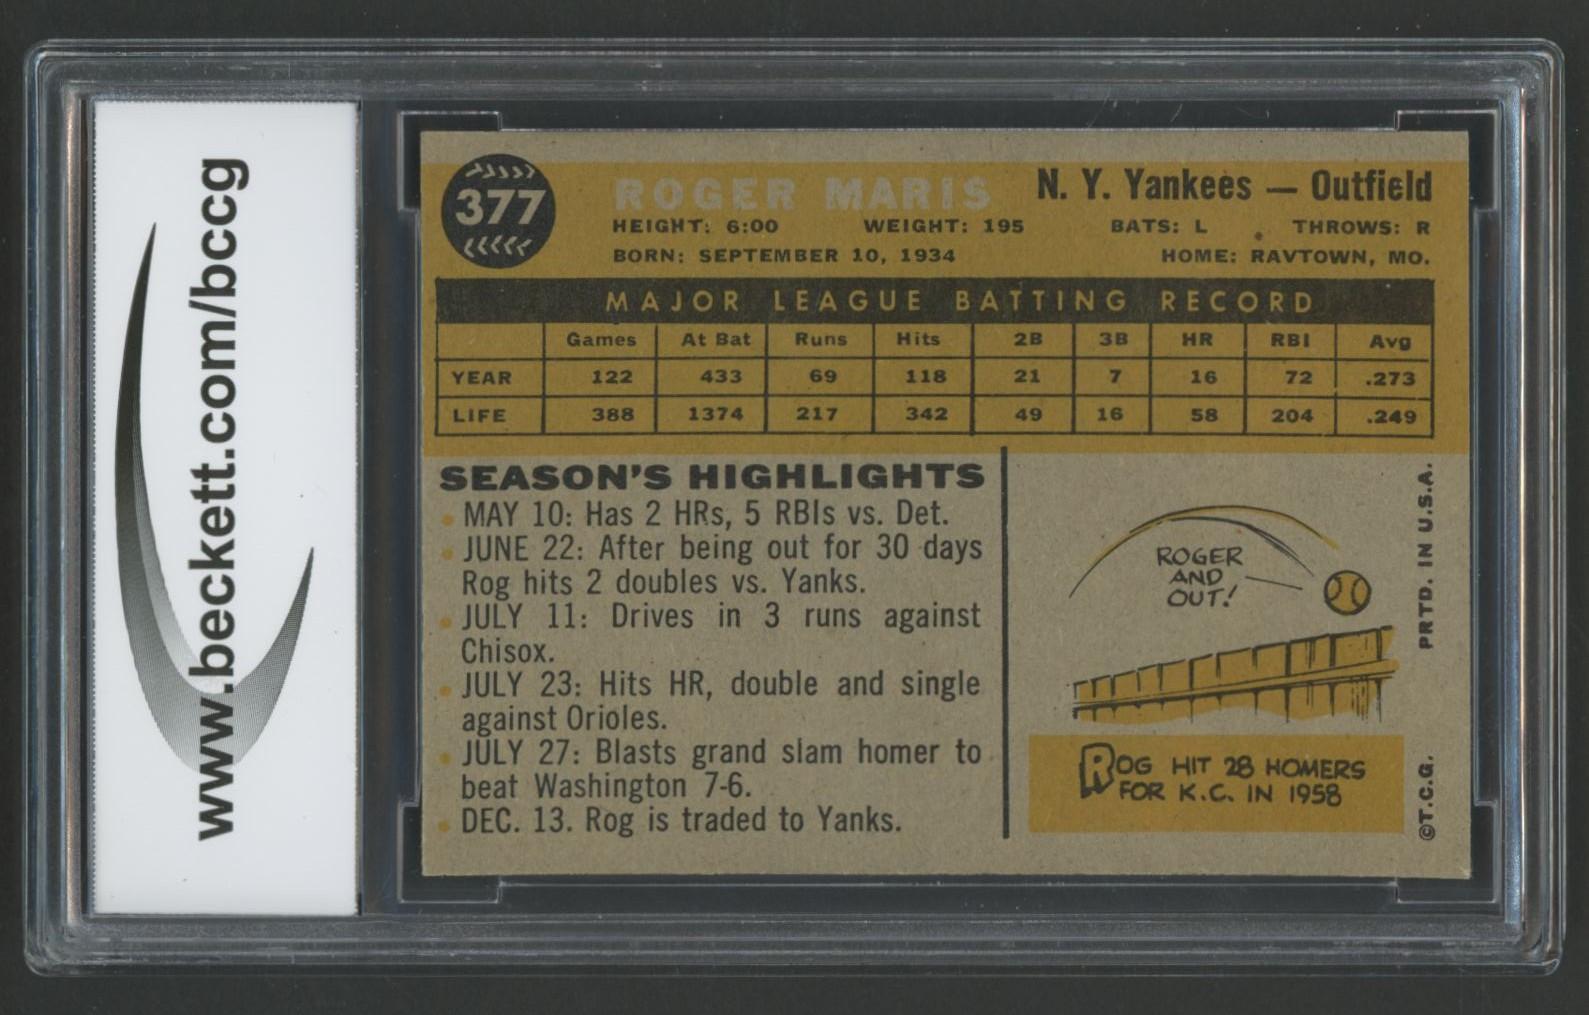 www.beckett.com/bccg
377
ROGER MARIS
N. Y. Yankees — Outfield
HEIGHT: 6:00 WEIGHT: 195 BATS: L THROWS: R
BORN: SEPTEMBER 10, 1934 HOME: RAVTOWN, MO.
MAJOR LEAGUE BATTING RECORD
Games At Bat Runs Hits 2B 3B HR RBI Avg
YEAR 122 433 69 118 21 7 16 72 .273
LIFE 388 1374 217 342 49 16 58 204 .249
SEASON'S HIGHLIGHTS
• MAY 10: Has 2 HRs, 5 RBIs vs. Det.
• JUNE 22: After being out for 30 days
Rog hits 2 doubles vs. Yanks.
• JULY 11: Drives in 3 runs against
Chisox.
• JULY 23: Hits HR, double and single
against Orioles.
• JULY 27: Blasts grand slam homer to
beat Washington 7-6.
• DEC. 13. Rog is traded to Yanks.
ROGER
AND
OUT!
ROG HIT 28 HOMERS
FOR K.C. IN 1958
©T.C.G. PRTD. IN U.S.A.